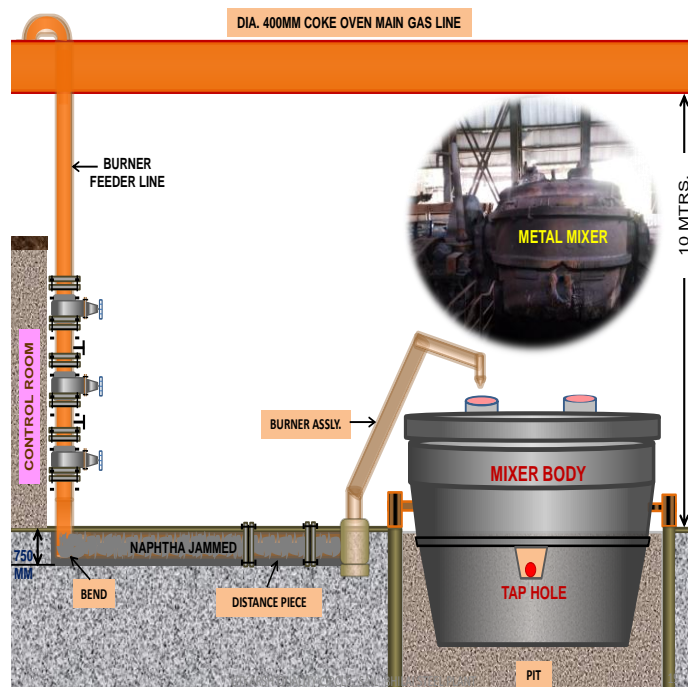 DIA. 400MM COKE OVEN MAIN GAS LINE
BURNER
FEEDER LINE
10 MTRS.
METAL MIXER
CONTROL ROOM
BURNER ASSLY.
MIXER BODY
750
MM
NAPHTHA JAMMED
BEND
DISTANCE PIECE
TAP HOLE
PIT